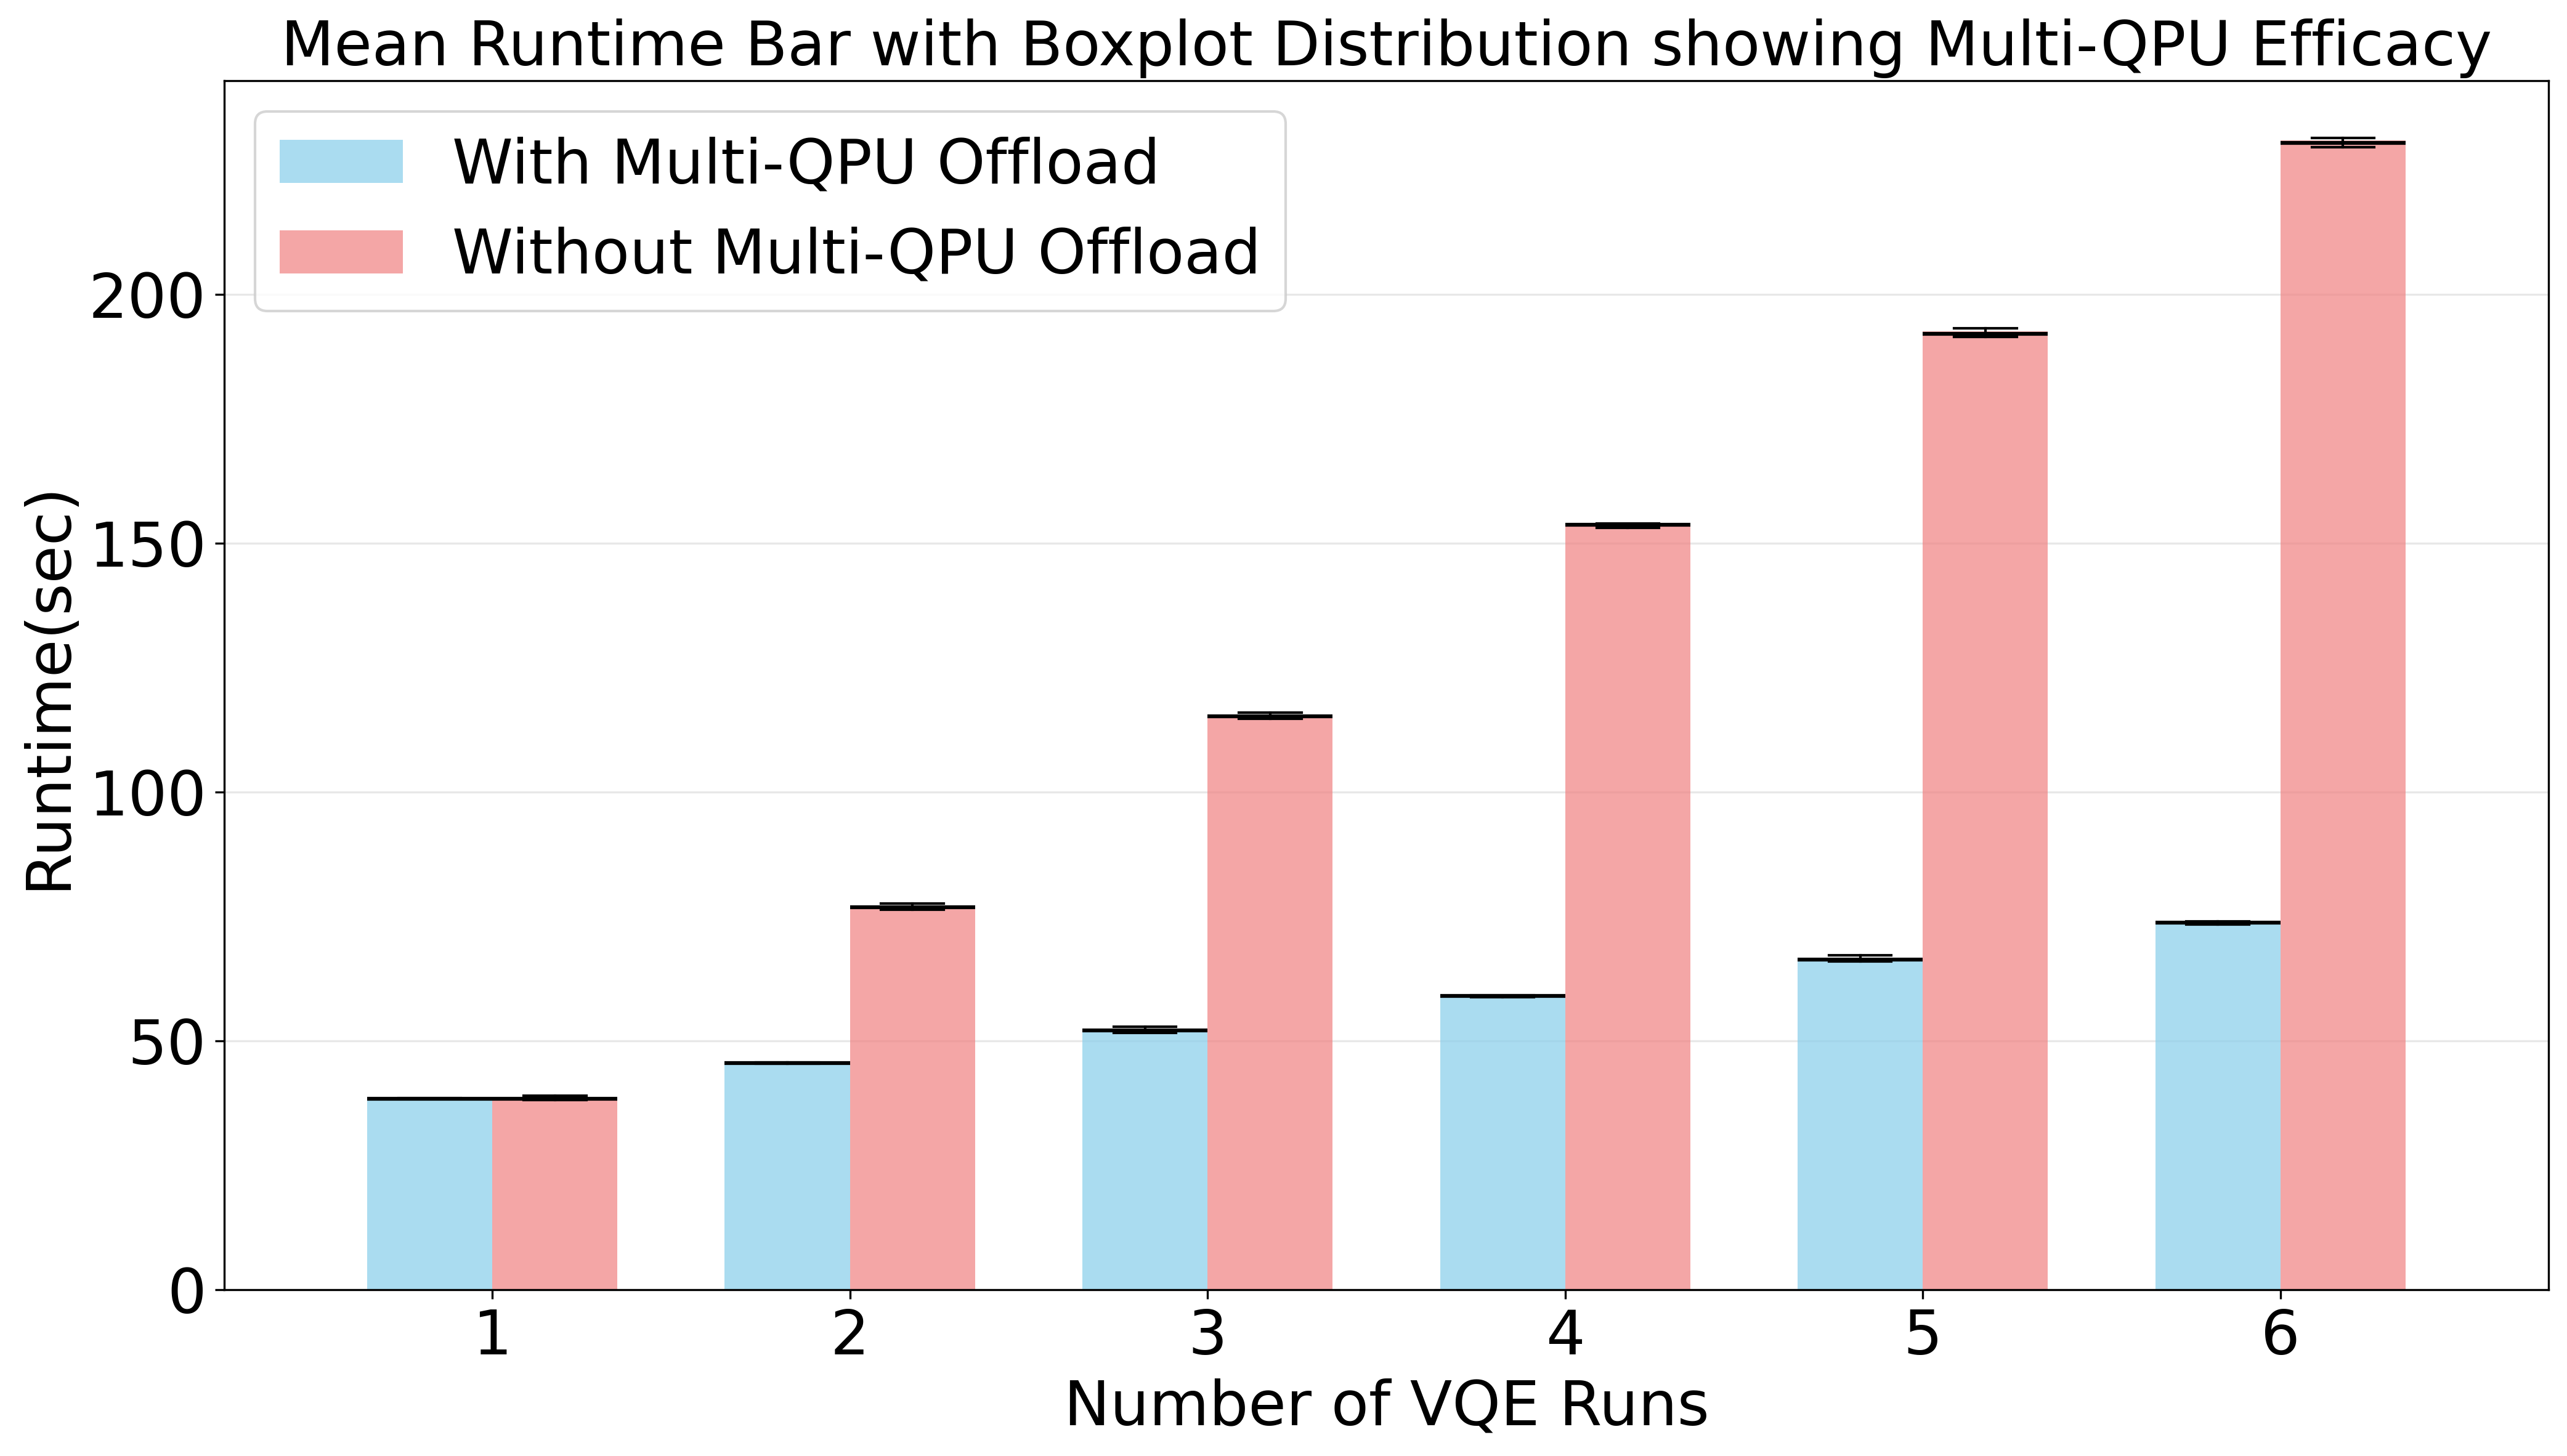 Mean Runtime Bar with Boxplot Distribution showing Multi-QPU Efficacy
With Multi-QPU Offload
Without Multi-QPU Offload
Runtime(sec)
200
150
100
50
0
1 2 3 4 5 6
Number of VQE Runs